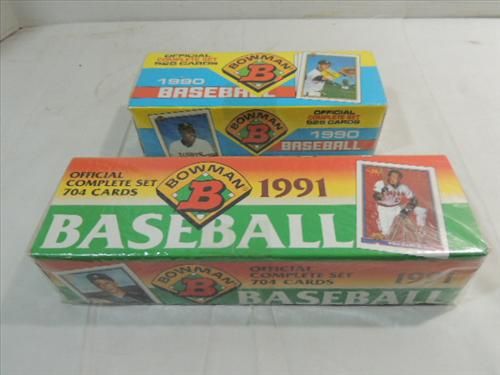 OFFICIAL
COMPLETE SET
528 CARDS
BOWMAN
B
1990
BASEBALL
BOWMAN
B
OFFICIAL
COMPLETE SET
528 CARDS
1990
BASEBALL
OFFICIAL
COMPLETE SET
704 CARDS
BOWMAN
B
1991
BASEBALL
BOWMAN
B
OFFICIAL
COMPLETE SET
704 CARDS
1991
BASEBALL